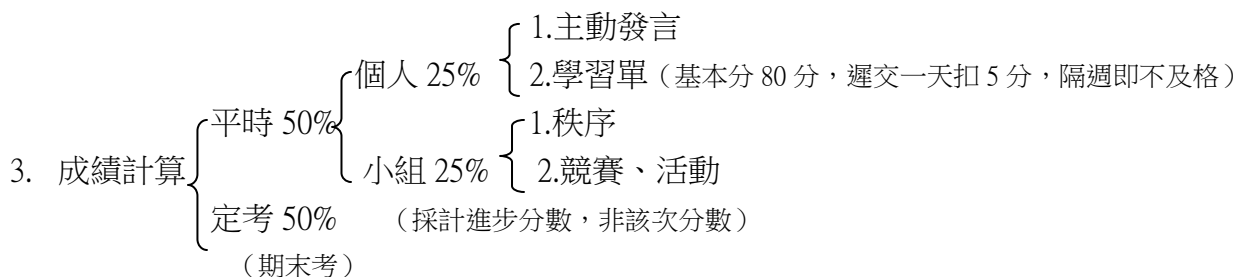 1.主動發言
個人 25%
2.學習單（基本分 80 分，遲交一天扣 5 分，隔週即不及格）
平時 50%
1.秩序
3. 成績計算
小組 25%
2.競賽、活動
定考 50% （採計進步分數，非該次分數）
（期末考）